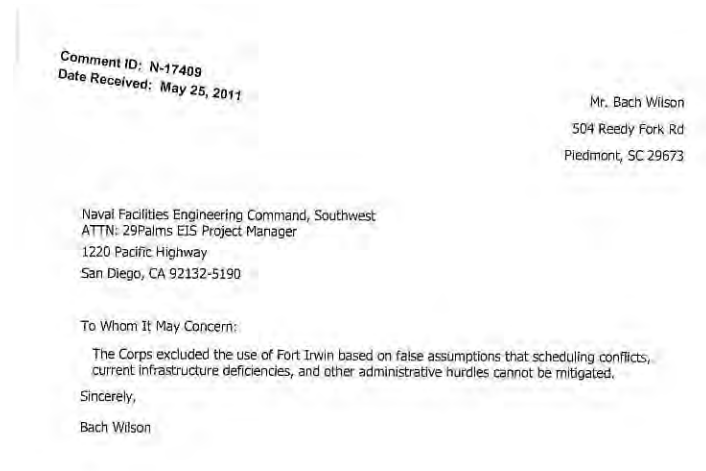 Comment ID: N-17409
Date Received: May 25, 2011
Mr. Bach Wilson
504 Reedy Fork Rd
Piedmont, SC 29673
Naval Facilities Engineering Command, Southwest
ATTN: 29Palms EIS Project Manager
1220 Pacific Highway
San Diego, CA 92132-5190
To Whom It May Concern:
The Corps excluded the use of Fort Irwin based on false assumptions that scheduling conflicts,
current infrastructure deficiencies, and other administrative hurdles cannot be mitigated.
Sincerely,
Bach Wilson